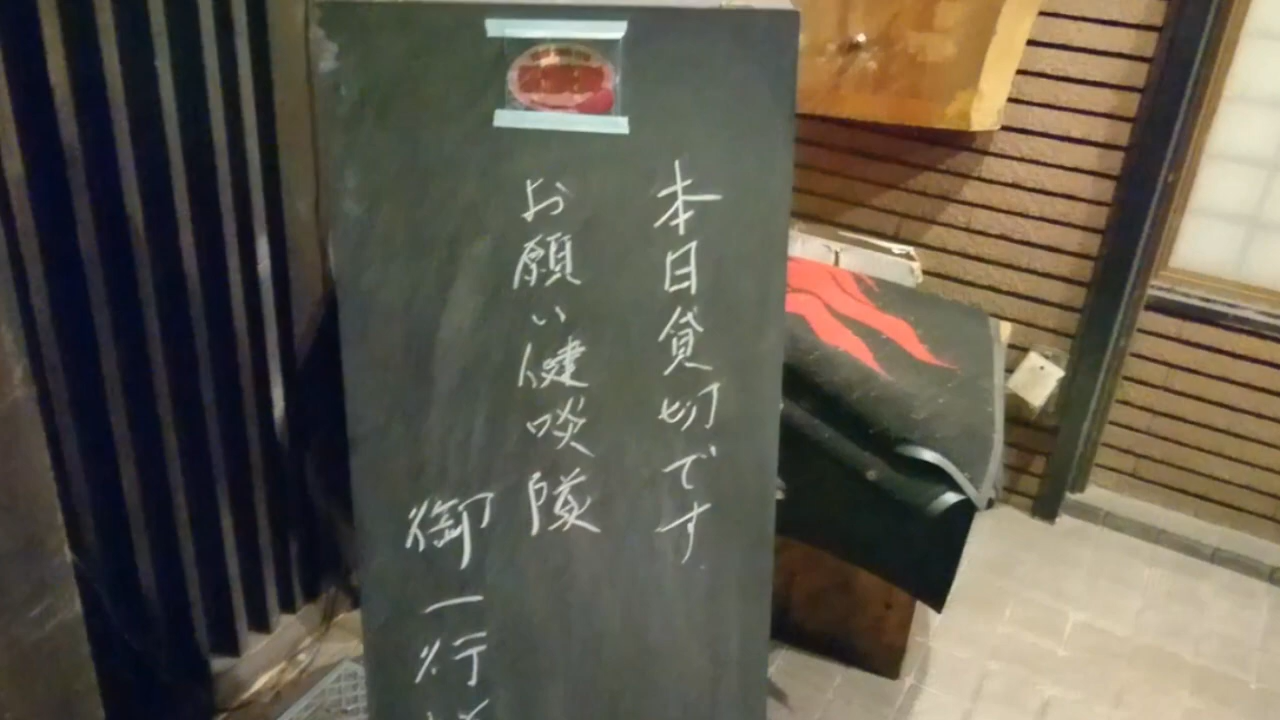 本日貸切です
お願い健啖隊
御一行